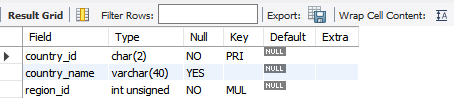 Result Grid Filter Rows: Export: Wrap Cell Content: IA
Field Type Null Key Default Extra
country_id char(2) NO PRI NULL
country_name varchar(40) YES NULL
region_id int unsigned NO MUL NULL